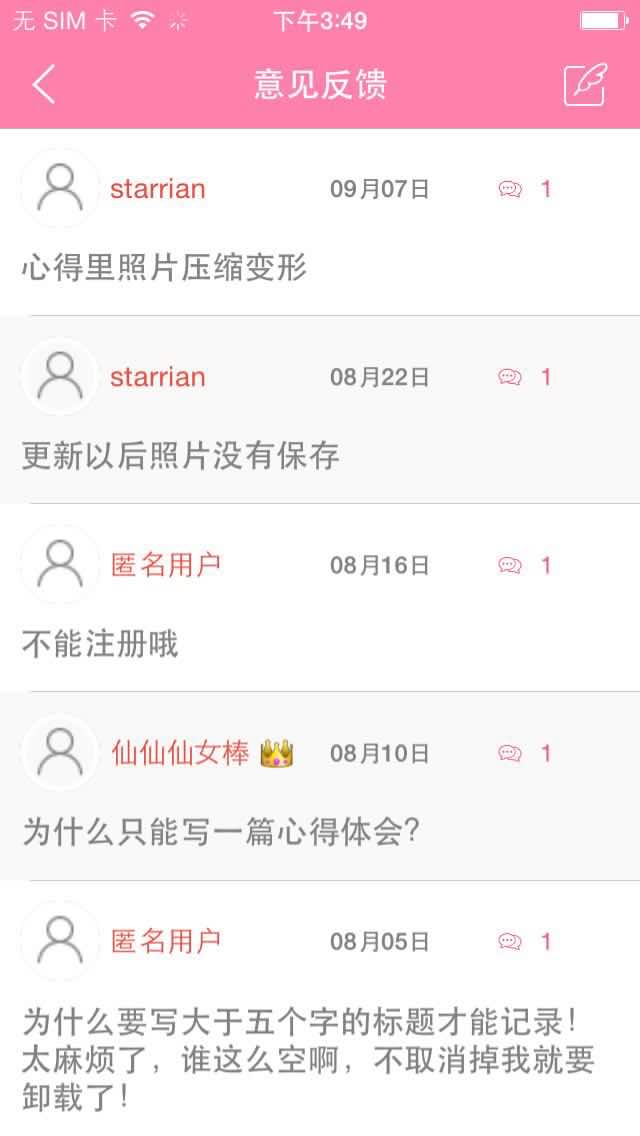 无 SIM 卡 下午3:49
意见反馈
starrian 09月07日 1
心得里照片压缩变形
starrian 08月22日 1
更新以后照片没有保存
匿名用户 08月16日 1
不能注册哦
仙仙仙女棒 👑 08月10日 1
为什么只能写一篇心得体会?
匿名用户 08月05日 1
为什么要写大于五个字的标题才能记录！
太麻烦了，谁这么空啊，不取消掉我就要
卸载了！